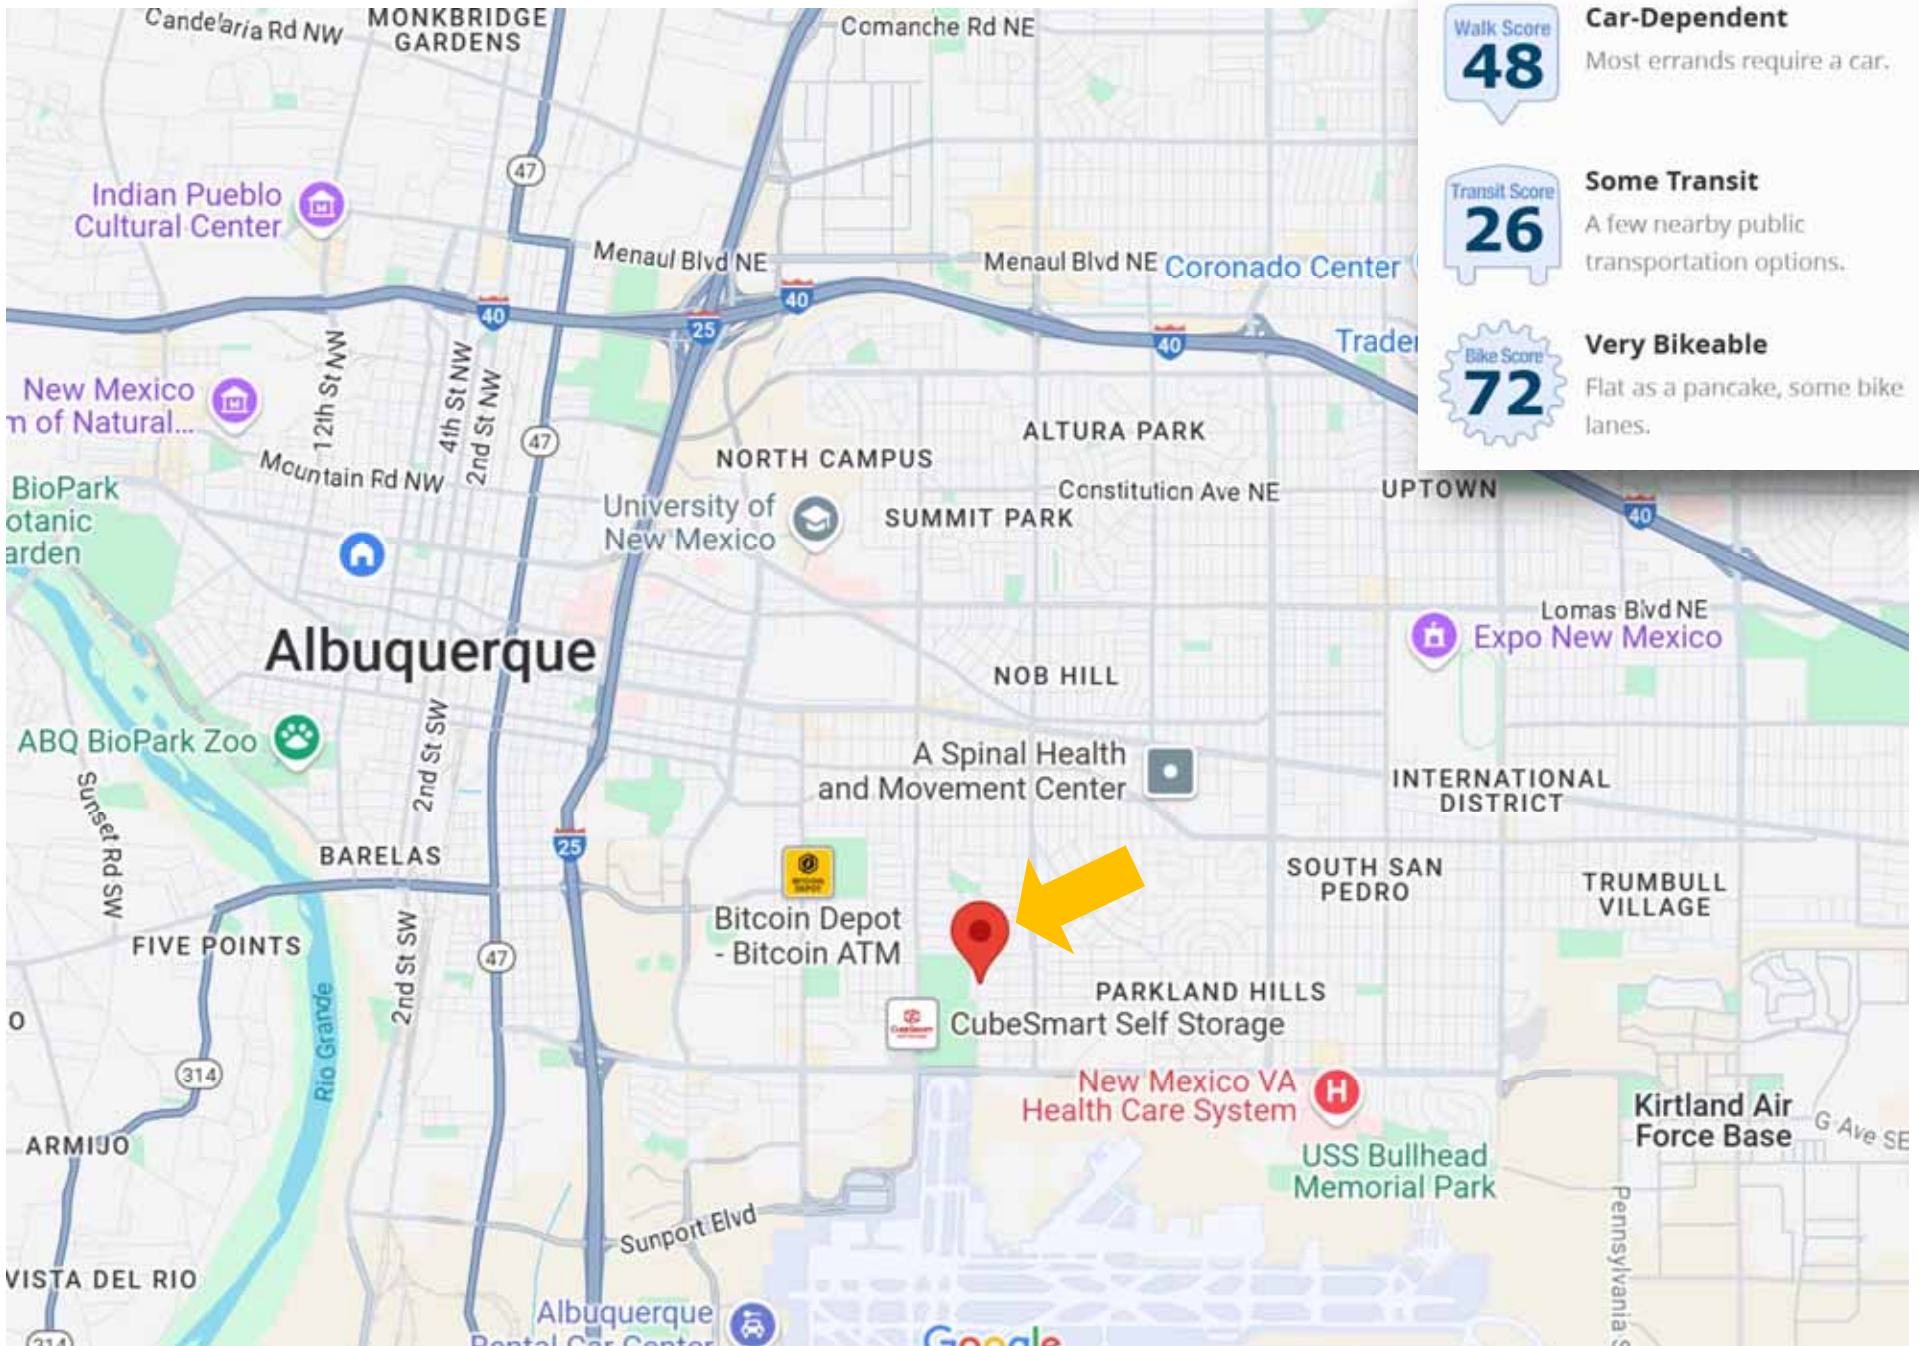 Candelaria Rd NW
MONKBRIDGE
GARDENS
Comanche Rd NE
Walk Score
48
Car-Dependent
Most errands require a car.
Transit Score
26
Some Transit
A few nearby public
transportation options.
Bike Score
72
Very Bikeable
Flat as a pancake, some bike
lanes.
47
Indian Pueblo
Cultural Center
Menaul Blvd NE
Menaul Blvd NE
Coronado Center
40
25
40
40
Trader
New Mexico
m of Natural...
12th St NW
4th St NW
2nd St NW
47
Mountain Rd NW
NORTH CAMPUS
ALTURA PARK
BioPark
otanic
arden
University of
New Mexico
SUMMIT PARK
Constitution Ave NE
UPTOWN
40
Albuquerque
Lomas Blvd NE
Expo New Mexico
NOB HILL
ABQ BioPark Zoo
2nd St SW
Sunset Rd SW
A Spinal Health
and Movement Center
INTERNATIONAL
DISTRICT
BARELAS
25
BITCOIN
DEPOT
Bitcoin Depot
- Bitcoin ATM
SOUTH SAN
PEDRO
TRUMBULL
VILLAGE
FIVE POINTS
47
2nd St SW
Rio Grande
PARKLAND HILLS
CubeSmart
CubeSmart Self Storage
O
314
New Mexico VA
Health Care System
H
Kirtland Air
Force Base
G Ave SE
ARMIJO
USS Bullhead
Memorial Park
Pennsylvania S
Sunport Blvd
VISTA DEL RIO
Albuquerque
Rental Car Center
Google
314